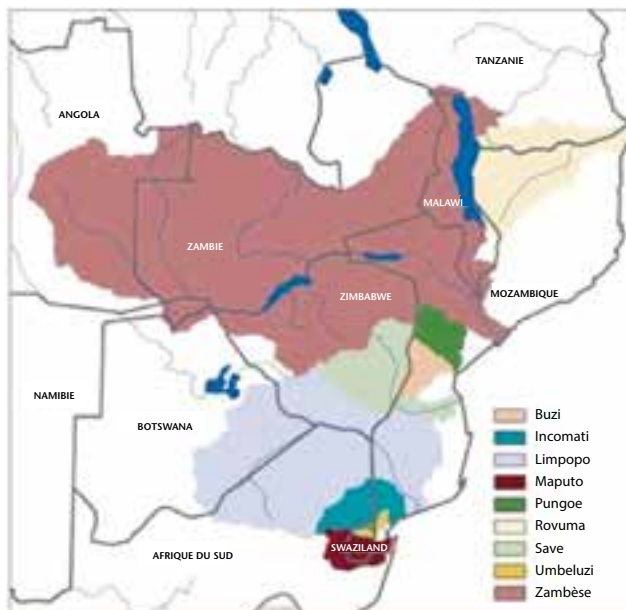 TANZANIE
ANGOLA
MALAWI
ZAMBIE
ZIMBABWE
MOZAMBIQUE
NAMIBIE
BOTSWANA
AFRIQUE DU SUD
SWAZILAND
Buzi
Incomati
Limpopo
Maputo
Pungoe
Rovuma
Save
Umbeluzi
Zambèse